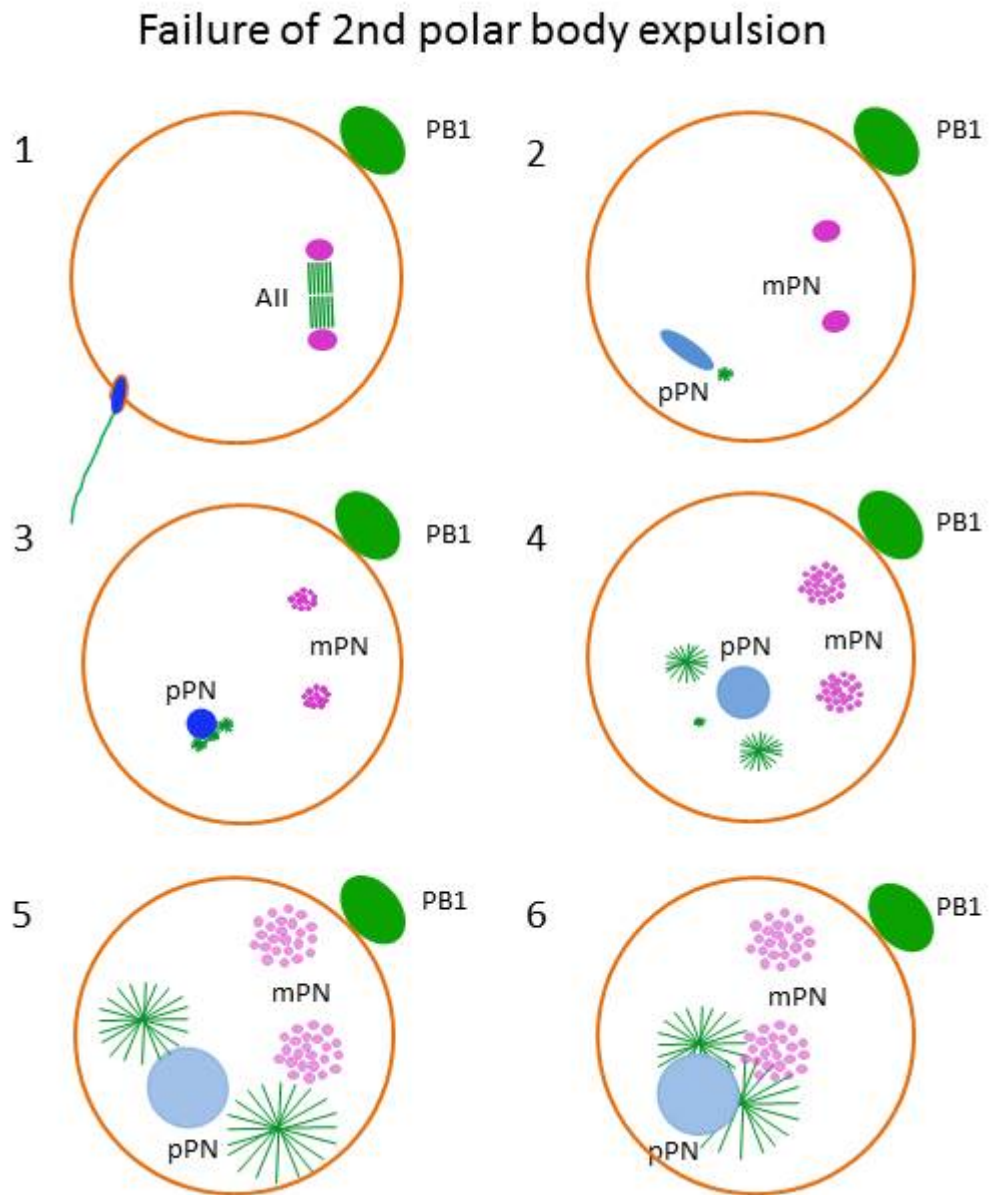 Failure of 2nd polar body expulsion
1
PB1
AII
2
PB1
mPN
pPN
3
PB1
mPN
pPN
4
PB1
pPN
mPN
5
PB1
mPN
pPN
6
PB1
mPN
pPN